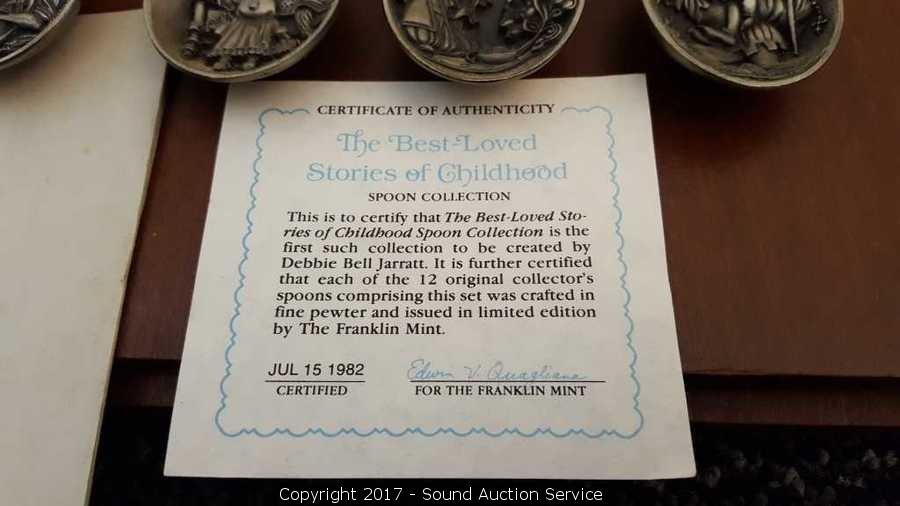 CERTIFICATE OF AUTHENTICITY
The Best-Loved
Stories of Childhood
SPOON COLLECTION
This is to certify that The Best-Loved Sto-
ries of Childhood Spoon Collection is the
first such collection to be created by
Debbie Bell Jarratt. It is further certified
that each of the 12 original collector's
spoons comprising this set was crafted in
fine pewter and issued in limited edition
by The Franklin Mint.
JUL 15 1982 Edwin V. Quagliana
CERTIFIED FOR THE FRANKLIN MINT
Copyright 2017 - Sound Auction Service